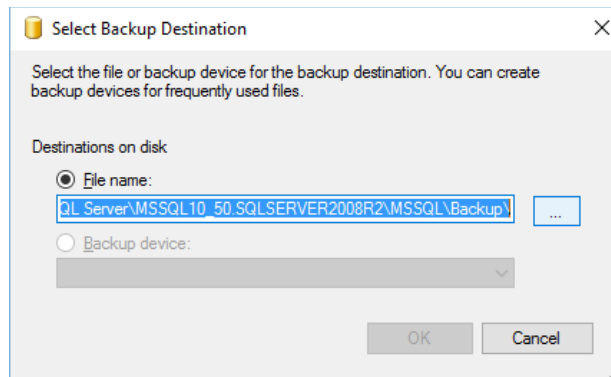 Select Backup Destination
Select the file or backup device for the backup destination. You can create
backup devices for frequently used files.
Destinations on disk
File name:
QL Server\MSSQL10_50.SQLSERVER2008R2\MSSQL\Backup\
...
Backup device:
OK
Cancel